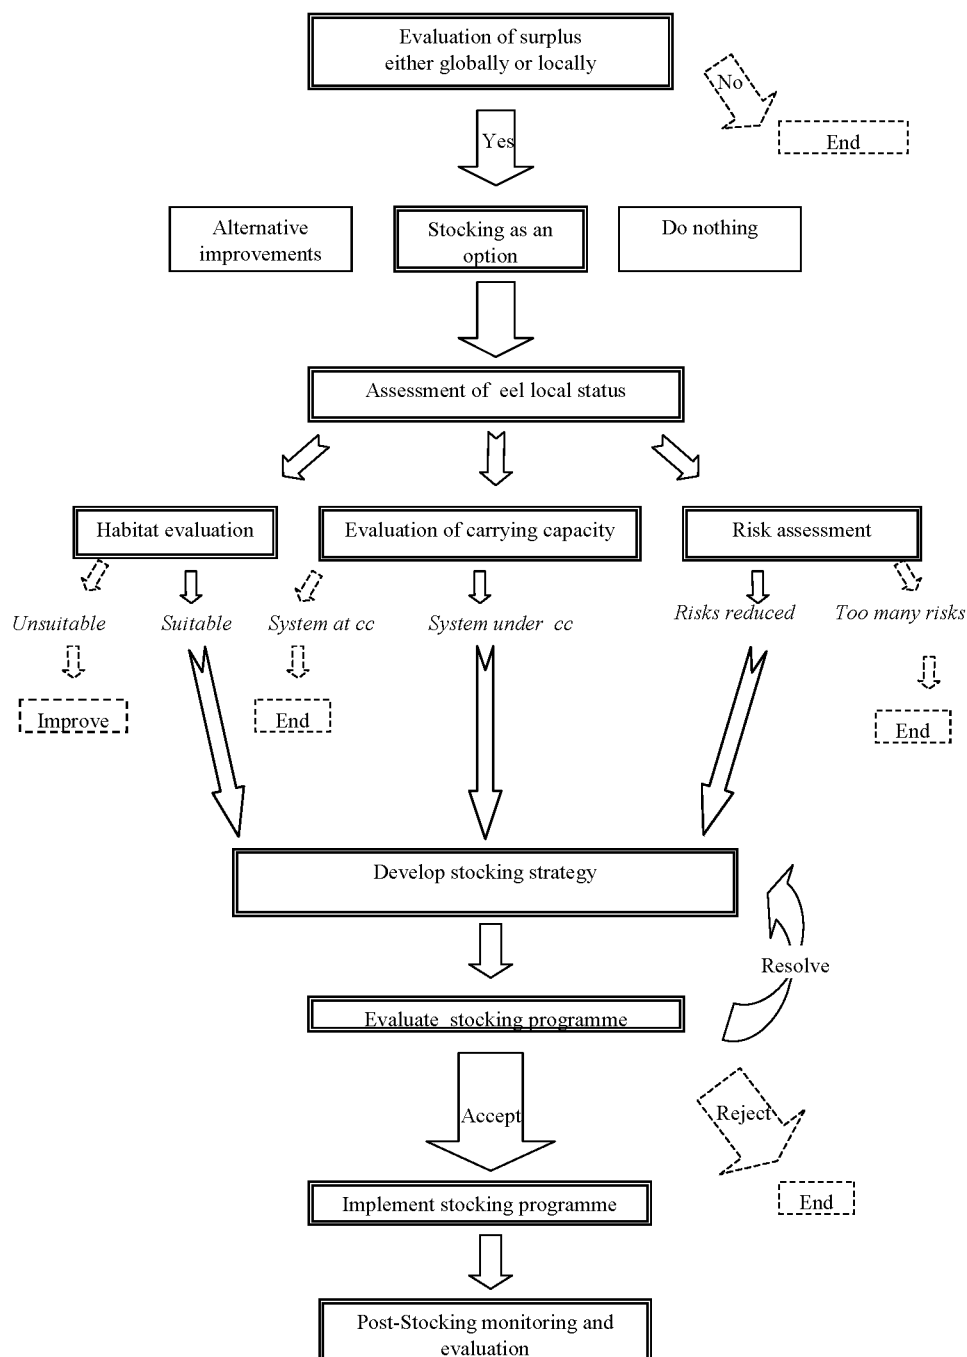 Evaluation of surplus
either globally or locally
No
End
Yes
Alternative
improvements
Stocking as an
option
Do nothing
Assessment of eel local status
Habitat evaluation
Evaluation of carrying capacity
Risk assessment
Unsuitable
Suitable
System at cc
System under cc
Risks reduced
Too many risks
Improve
End
End
Develop stocking strategy
Resolve
Evaluate stocking programme
Accept
Reject
End
Implement stocking programme
Post-Stocking monitoring and
evaluation